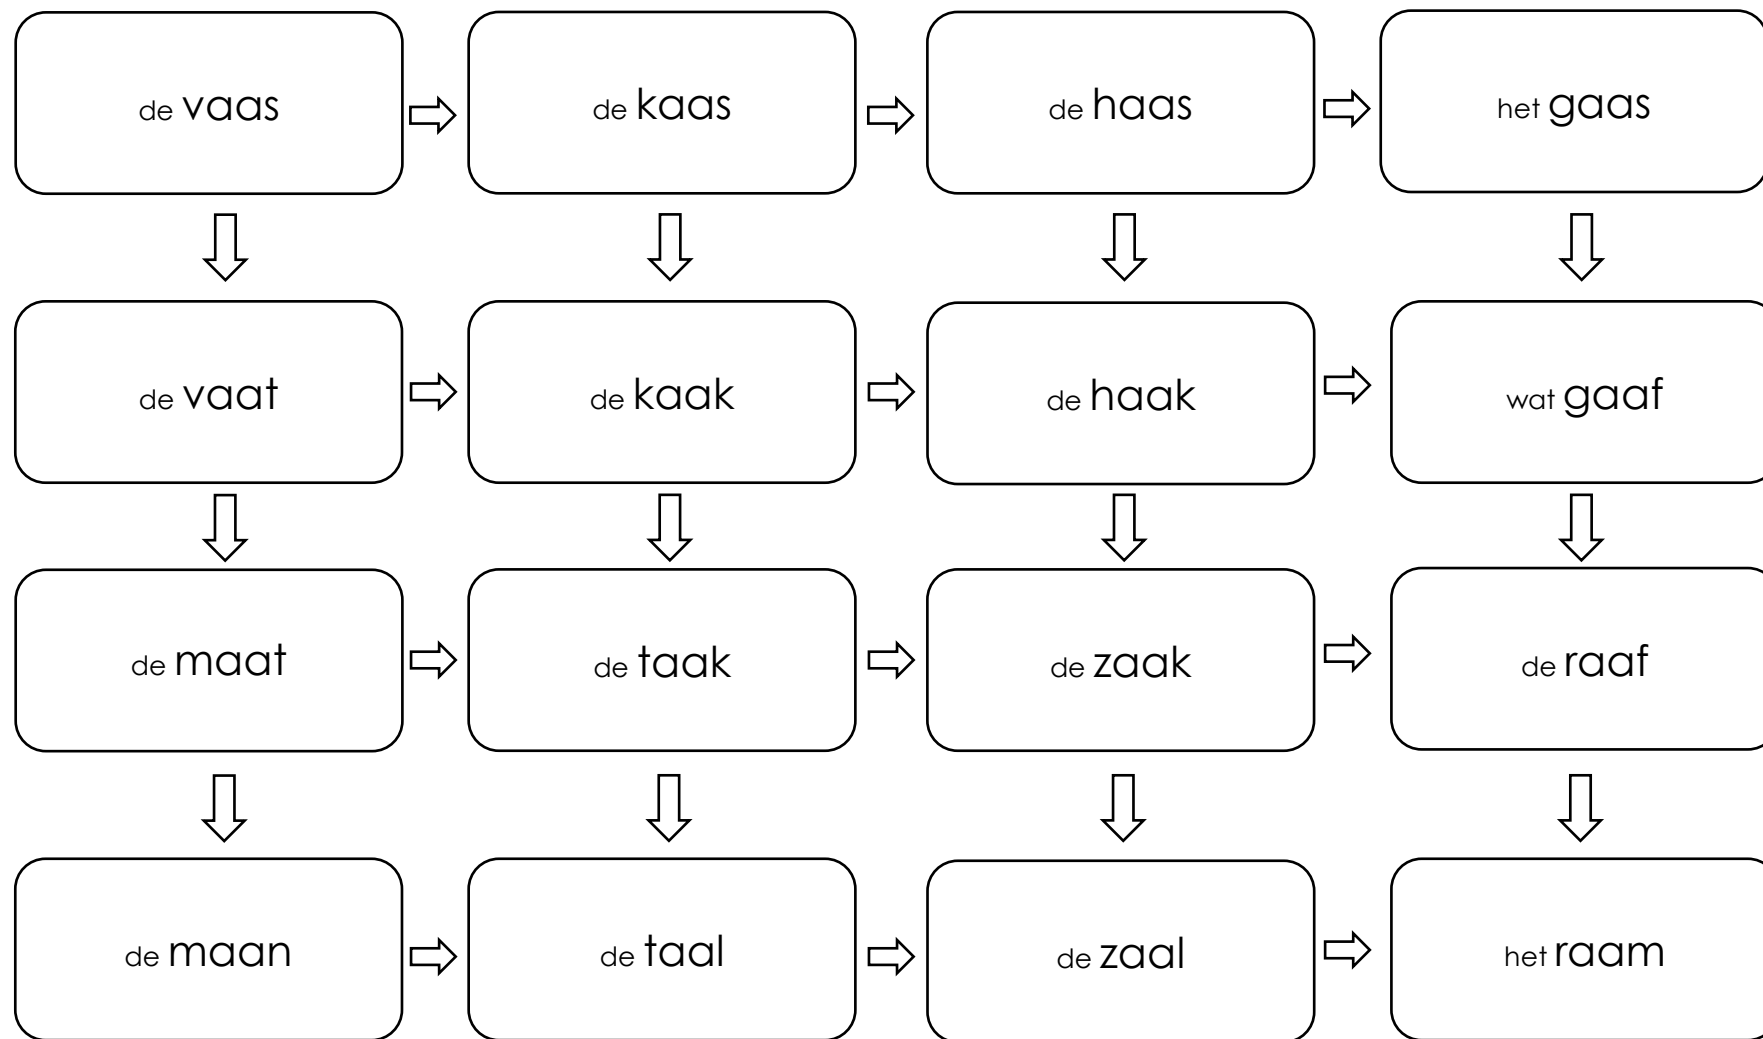 de vaas
de kaas
de haas
het gaas
de vaat
de kaak
de haak
wat gaaf
de maat
de taak
de zaak
de raaf
de maan
de taal
de zaal
het raam